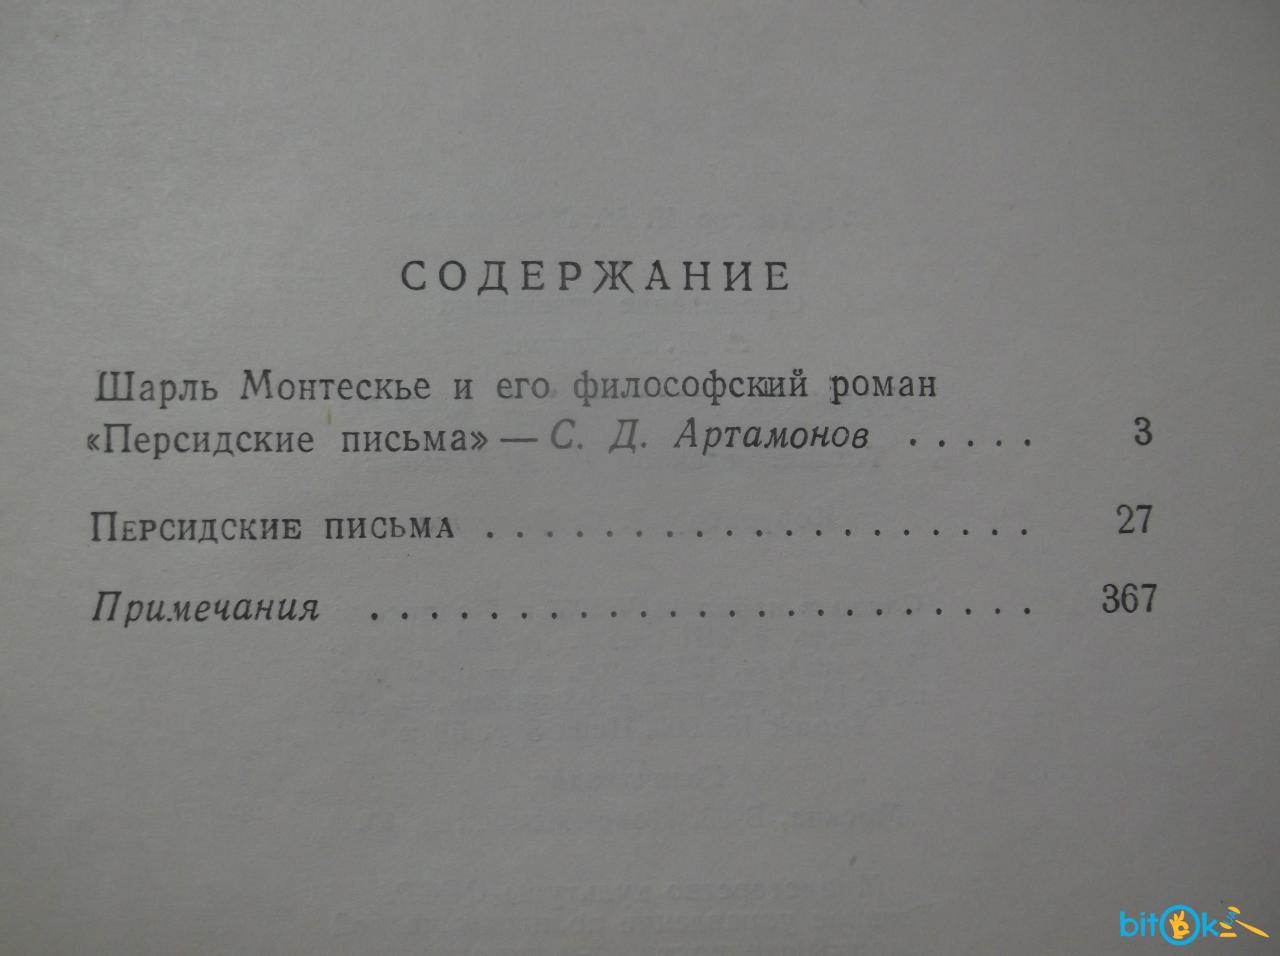 СОДЕРЖАНИЕ
Шарль Монтескье и его философский роман
«Персидские письма» — С. Д. Артамонов . . . . . 3
Персидские письма . . . . . . . . . . . . . . . . . . . 27
Примечания . . . . . . . . . . . . . . . . . . . . . . . 367
bitOk